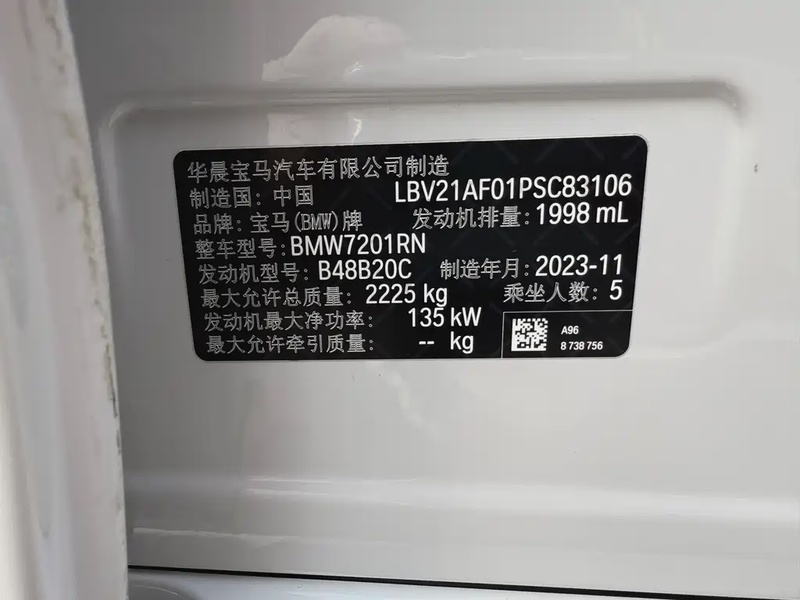 华晨宝马汽车有限公司制造
制造国: 中国 LBV21AF01PSC83106
品牌: 宝马(BMW)牌 发动机排量: 1998 mL
整车型号: BMW7201RN
发动机型号: B48B20C 制造年月: 2023-11
最大允许总质量: 2225 kg 乘坐人数: 5
发动机最大净功率: 135 kW
最大允许牵引质量: -- kg
A96
8 738 756